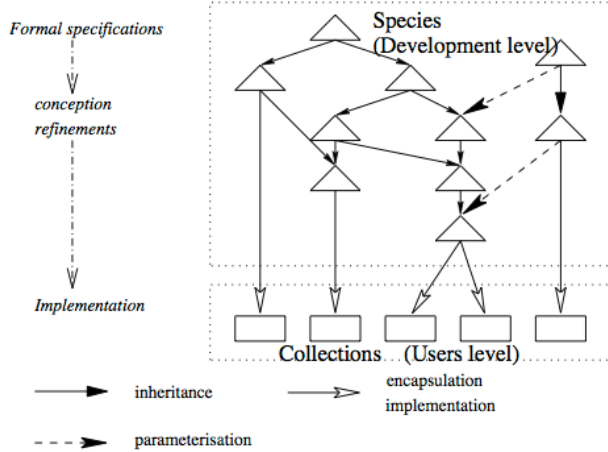 Formal specifications
Species
(Development level)
conception
refinements
Implementation
Collections (Users level)
inheritance
encapsulation
implementation
parameterisation